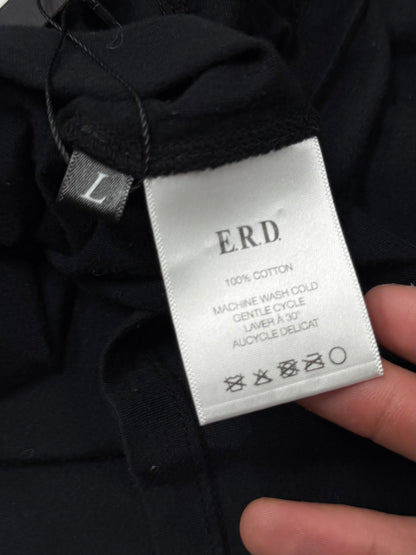 L
E.R.D.
100% COTTON
MACHINE WASH COLD
GENTLE CYCLE
LAVER À 30°
AUCYCLE DELICAT